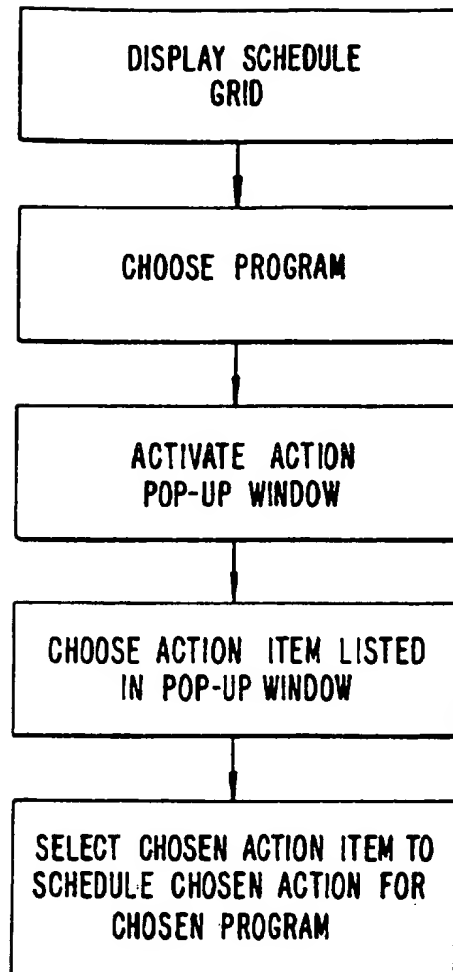 DISPLAY SCHEDULE
GRID
CHOOSE PROGRAM
ACTIVATE ACTION
POP-UP WINDOW
CHOOSE ACTION ITEM LISTED
IN POP-UP WINDOW
SELECT CHOSEN ACTION ITEM TO
SCHEDULE CHOSEN ACTION FOR
CHOSEN PROGRAM